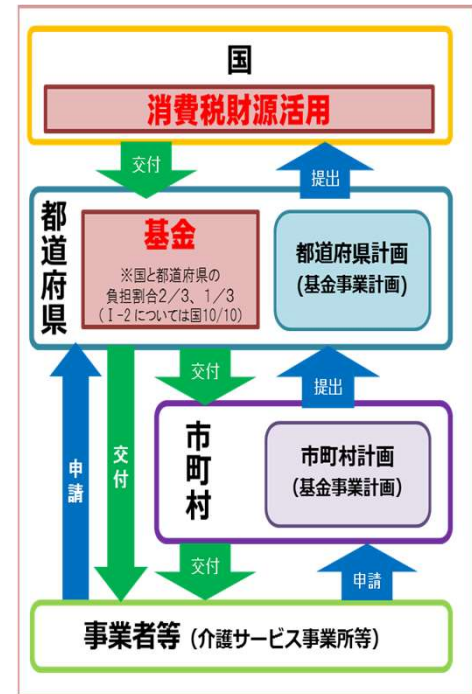 国
消費税財源活用
交付
提出
都道府県
基金
※国と都道府県の
負担割合2/3、1/3
(Ⅰ-2については国10/10)
都道府県計画
(基金事業計画)
交付
提出
申請
交付
市町村
市町村計画
(基金事業計画)
交付
申請
事業者等(介護サービス事業所等)